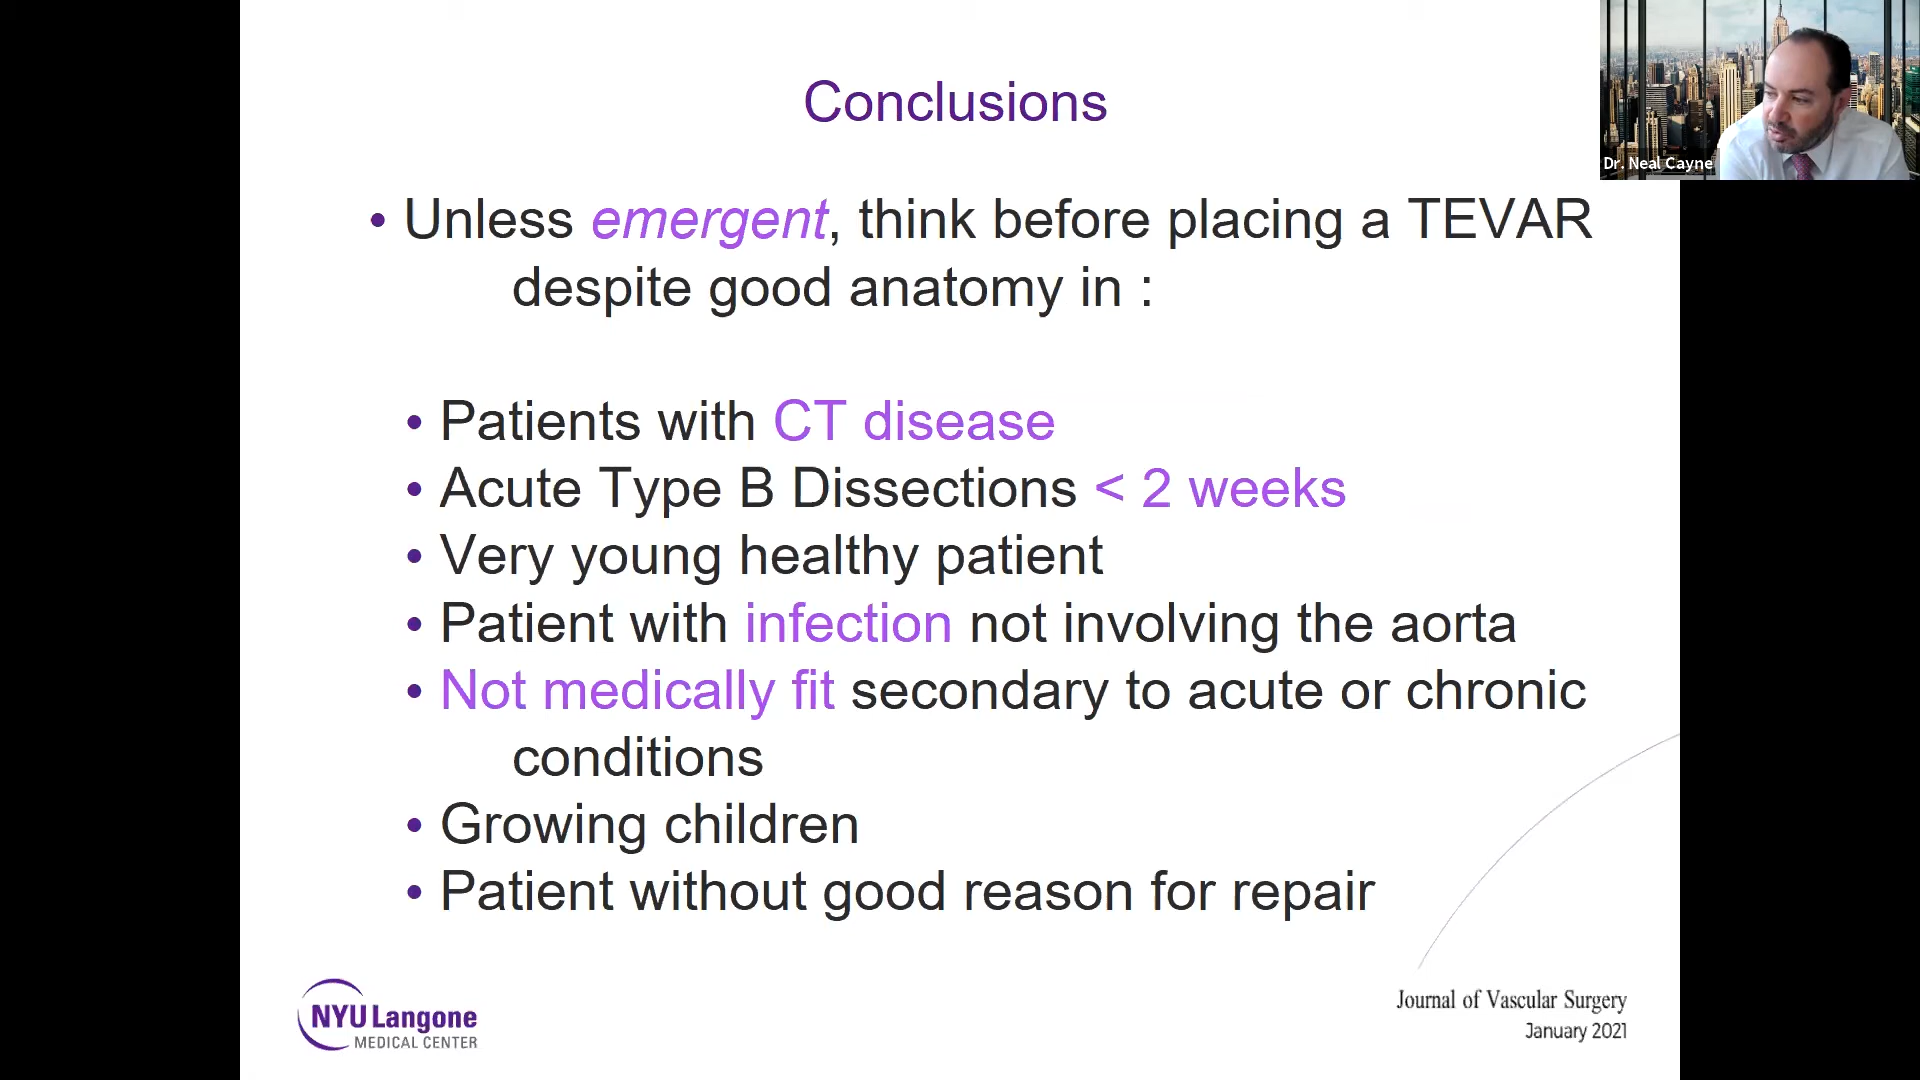 Conclusions
Dr. Neal Cayne
• Unless emergent, think before placing a TEVAR
despite good anatomy in :
• Patients with CT disease
• Acute Type B Dissections < 2 weeks
• Very young healthy patient
• Patient with infection not involving the aorta
• Not medically fit secondary to acute or chronic
conditions
• Growing children
• Patient without good reason for repair
NYU Langone
MEDICAL CENTER
Journal of Vascular Surgery
January 2021